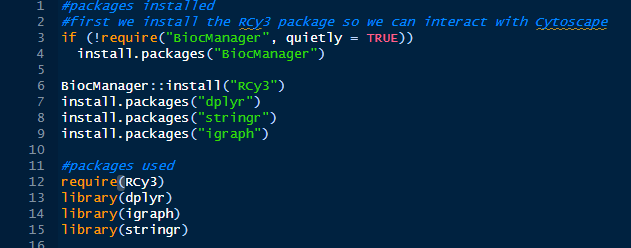 1 #packages installed
2 #first we install the RCy3 package so we can interact with Cytoscape
3 if (!require("BiocManager", quietly = TRUE))
4   install.packages("BiocManager")
5
6 BiocManager::install("RCy3")
7 install.packages("dplyr")
8 install.packages("stringr")
9 install.packages("igraph")
10
11 #packages used
12 require(RCy3)
13 library(dplyr)
14 library(igraph)
15 library(stringr)
16